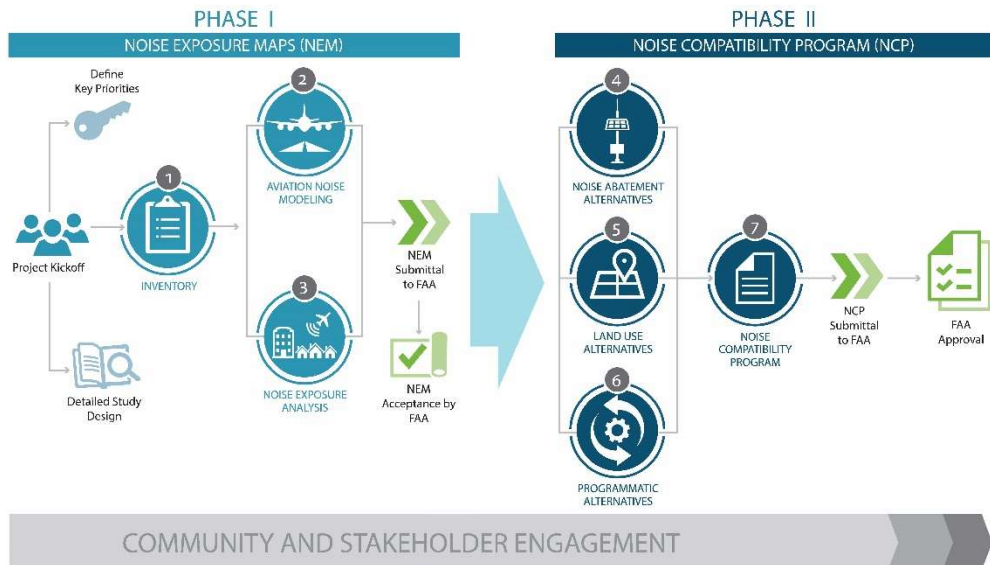 PHASE I
NOISE EXPOSURE MAPS (NEM)
Define
Key Priorities
Project Kickoff
Detailed Study
Design
1
INVENTORY
2
AVIATION NOISE
MODELING
3
NOISE EXPOSURE
ANALYSIS
NEM
Submittal
to FAA
NEM
Acceptance by
FAA
PHASE II
NOISE COMPATIBILITY PROGRAM (NCP)
4
NOISE ABATEMENT
ALTERNATIVES
5
LAND USE
ALTERNATIVES
6
PROGRAMMATIC
ALTERNATIVES
7
NOISE
COMPATIBILITY
PROGRAM
NCP
Submittal
to FAA
FAA
Approval
COMMUNITY AND STAKEHOLDER ENGAGEMENT